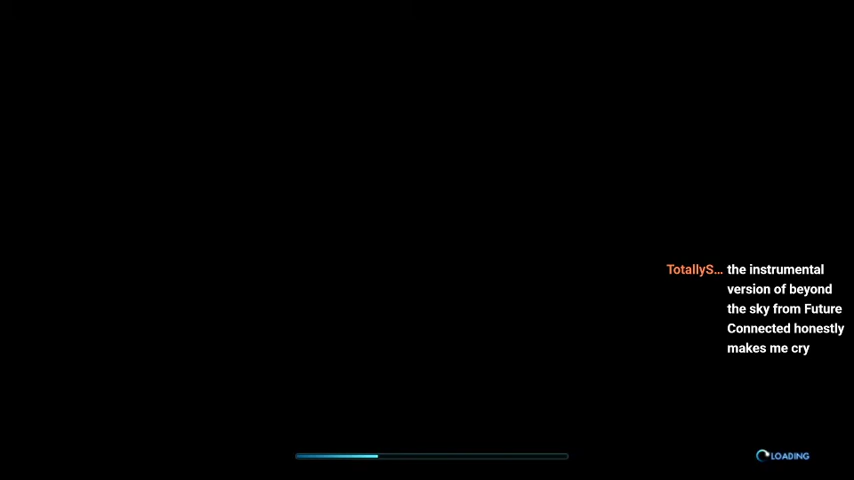 TotallyS... the instrumental
version of beyond
the sky from Future
Connected honestly
makes me cry
LOADING